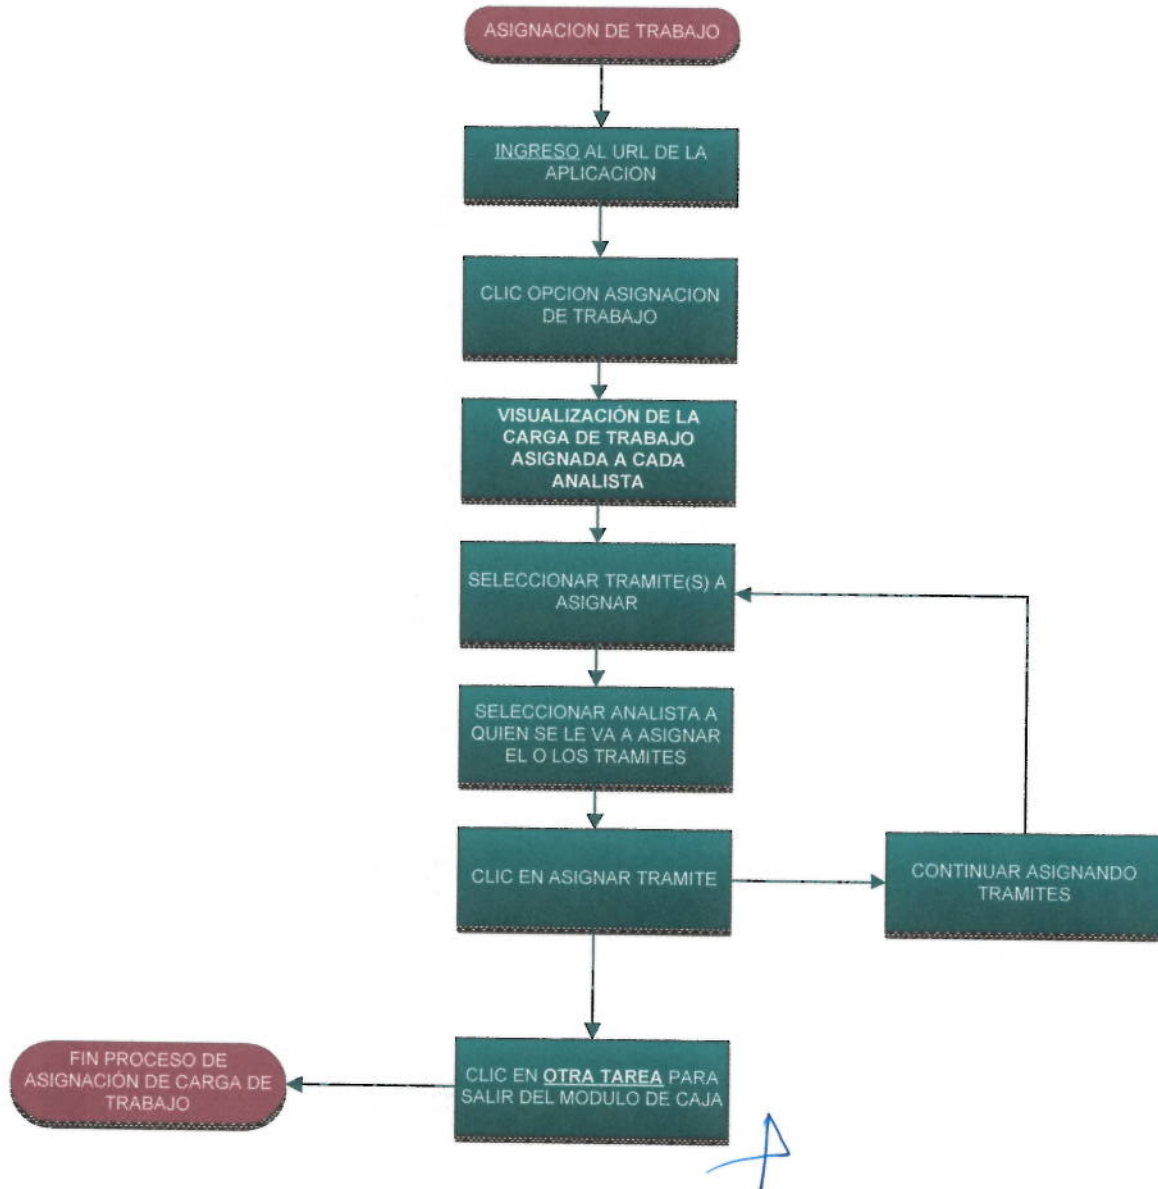 ASIGNACION DE TRABAJO
INGRESO AL URL DE LA
APLICACION
CLIC OPCION ASIGNACION
DE TRABAJO
VISUALIZACIÓN DE LA
CARGA DE TRABAJO
ASIGNADA A CADA
ANALISTA
SELECCIONAR TRAMITE(S) A
ASIGNAR
SELECCIONAR ANALISTA A
QUIEN SE LE VA A ASIGNAR
EL O LOS TRAMITES
CLIC EN ASIGNAR TRAMITE
CONTINUAR ASIGNANDO
TRAMITES
CLIC EN OTRA TAREA PARA
SALIR DEL MODULO DE CAJA
FIN PROCESO DE
ASIGNACIÓN DE CARGA DE
TRABAJO